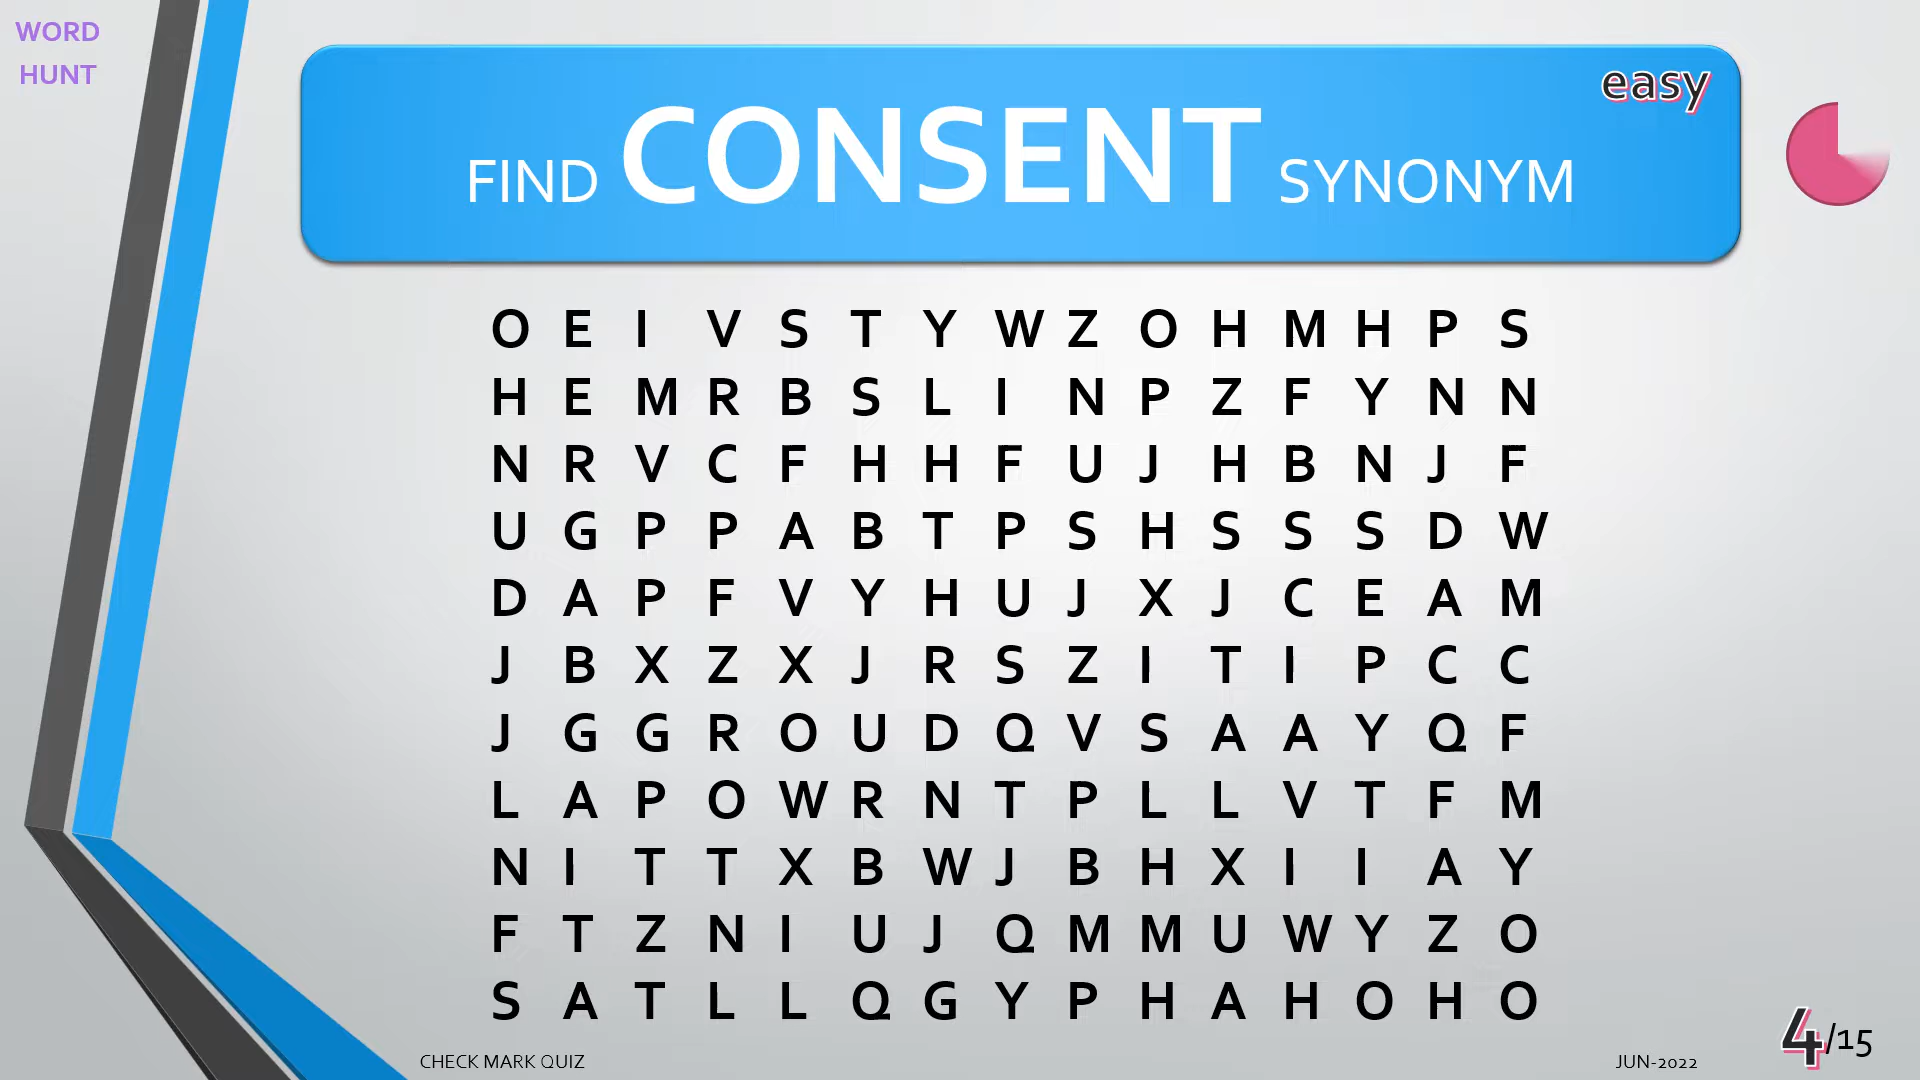 WORD
HUNT
easy
FIND CONSENT SYNONYM
O E I V S T Y W Z O H M H P S
H E M R B S L I N P Z F Y N N
N R V C F H H F U J H B N J F
U G P P A B T P S H S S S D W
D A P F V Y H U J X J C E A M
J B X Z X J R S Z I T I P C C
J G G R O U D Q V S A A Y Q F
L A P O W R N T P L L V T F M
N I T T X B W J B H X I I A Y
F T Z N I U J Q M M U W Y Z O
S A T L L Q G Y P H A H O H O
CHECK MARK QUIZ
JUN-2022
4/15